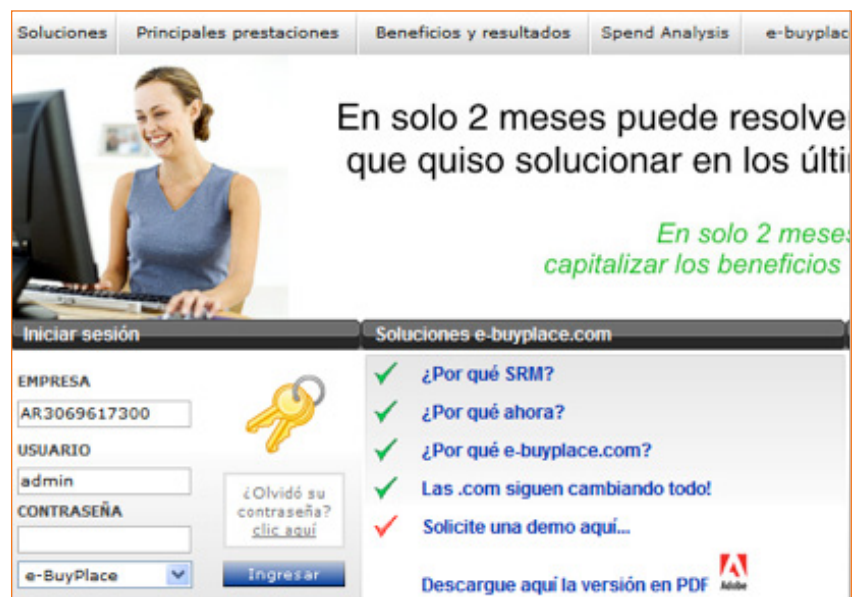 Soluciones Principales prestaciones Beneficios y resultados Spend Analysis e-buyplac
En solo 2 meses puede resolve
que quiso solucionar en los últi
En solo 2 meses
capitalizar los beneficios
Iniciar sesión
EMPRESA
AR3069617300
USUARIO
admin
CONTRASEÑA
¿Olvidó su
contraseña?
clic aquí
e-BuyPlace
Ingresar
Soluciones e-buyplace.com
¿Por qué SRM?
¿Por qué ahora?
¿Por qué e-buyplace.com?
Las .com siguen cambiando todo!
Solicite una demo aquí...
Descargue aquí la versión en PDF
Adobe